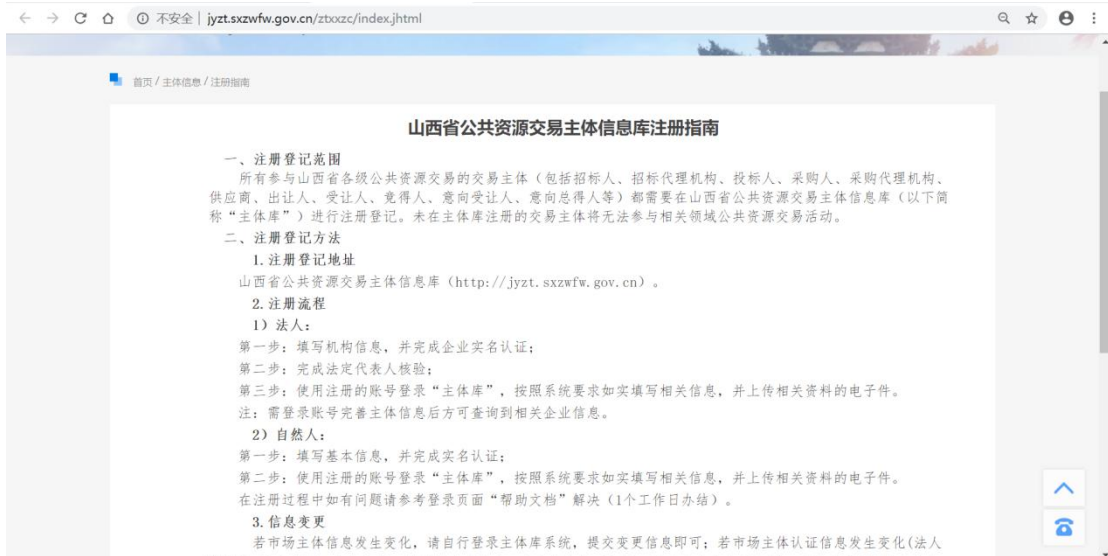 不安全 | jyzt.sxzwfw.gov.cn/ztxxzc/index.jhtml
首页 / 主体信息 / 注册指南
山西省公共资源交易主体信息库注册指南
一、注册登记范围
所有参与山西省各级公共资源交易的交易主体（包括招标人、招标代理机构、投标人、采购人、采购代理机构、
供应商、出让人、受让人、竞得人、意向受让人、意向总得人等）都需要在山西省公共资源交易主体信息库（以下简
称“主体库”）进行注册登记。未在主体库注册的交易主体将无法参与相关领域公共资源交易活动。
二、注册登记方法
1.注册登记地址
山西省公共资源交易主体信息库（http://jyzt.sxzwfw.gov.cn）。
2.注册流程
1）法人：
第一步：填写机构信息，并完成企业实名认证；
第二步：完成法定代表人核验；
第三步：使用注册的账号登录“主体库”，按照系统要求如实填写相关信息，并上传相关资料的电子件。
注：需登录账号完善主体信息后方可查询到相关企业信息。
2）自然人：
第一步：填写基本信息，并完成实名认证；
第二步：使用注册的账号登录“主体库”，按照系统要求如实填写相关信息，并上传相关资料的电子件。
在注册过程中如有问题请参考登录页面“帮助文档”解决（1个工作日办结）。
3.信息变更
若市场主体信息发生变化，请自行登录主体库系统，提交变更信息即可；若市场主体认证信息发生变化(法人